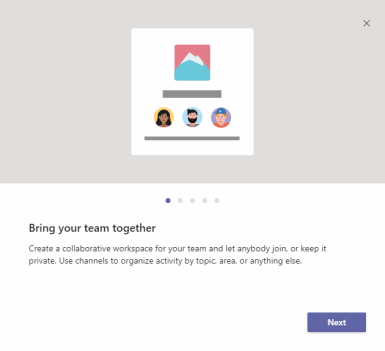 Bring your team together
Create a collaborative workspace for your team and let anybody join, or keep it
private. Use channels to organize activity by topic, area, or anything else.
Next